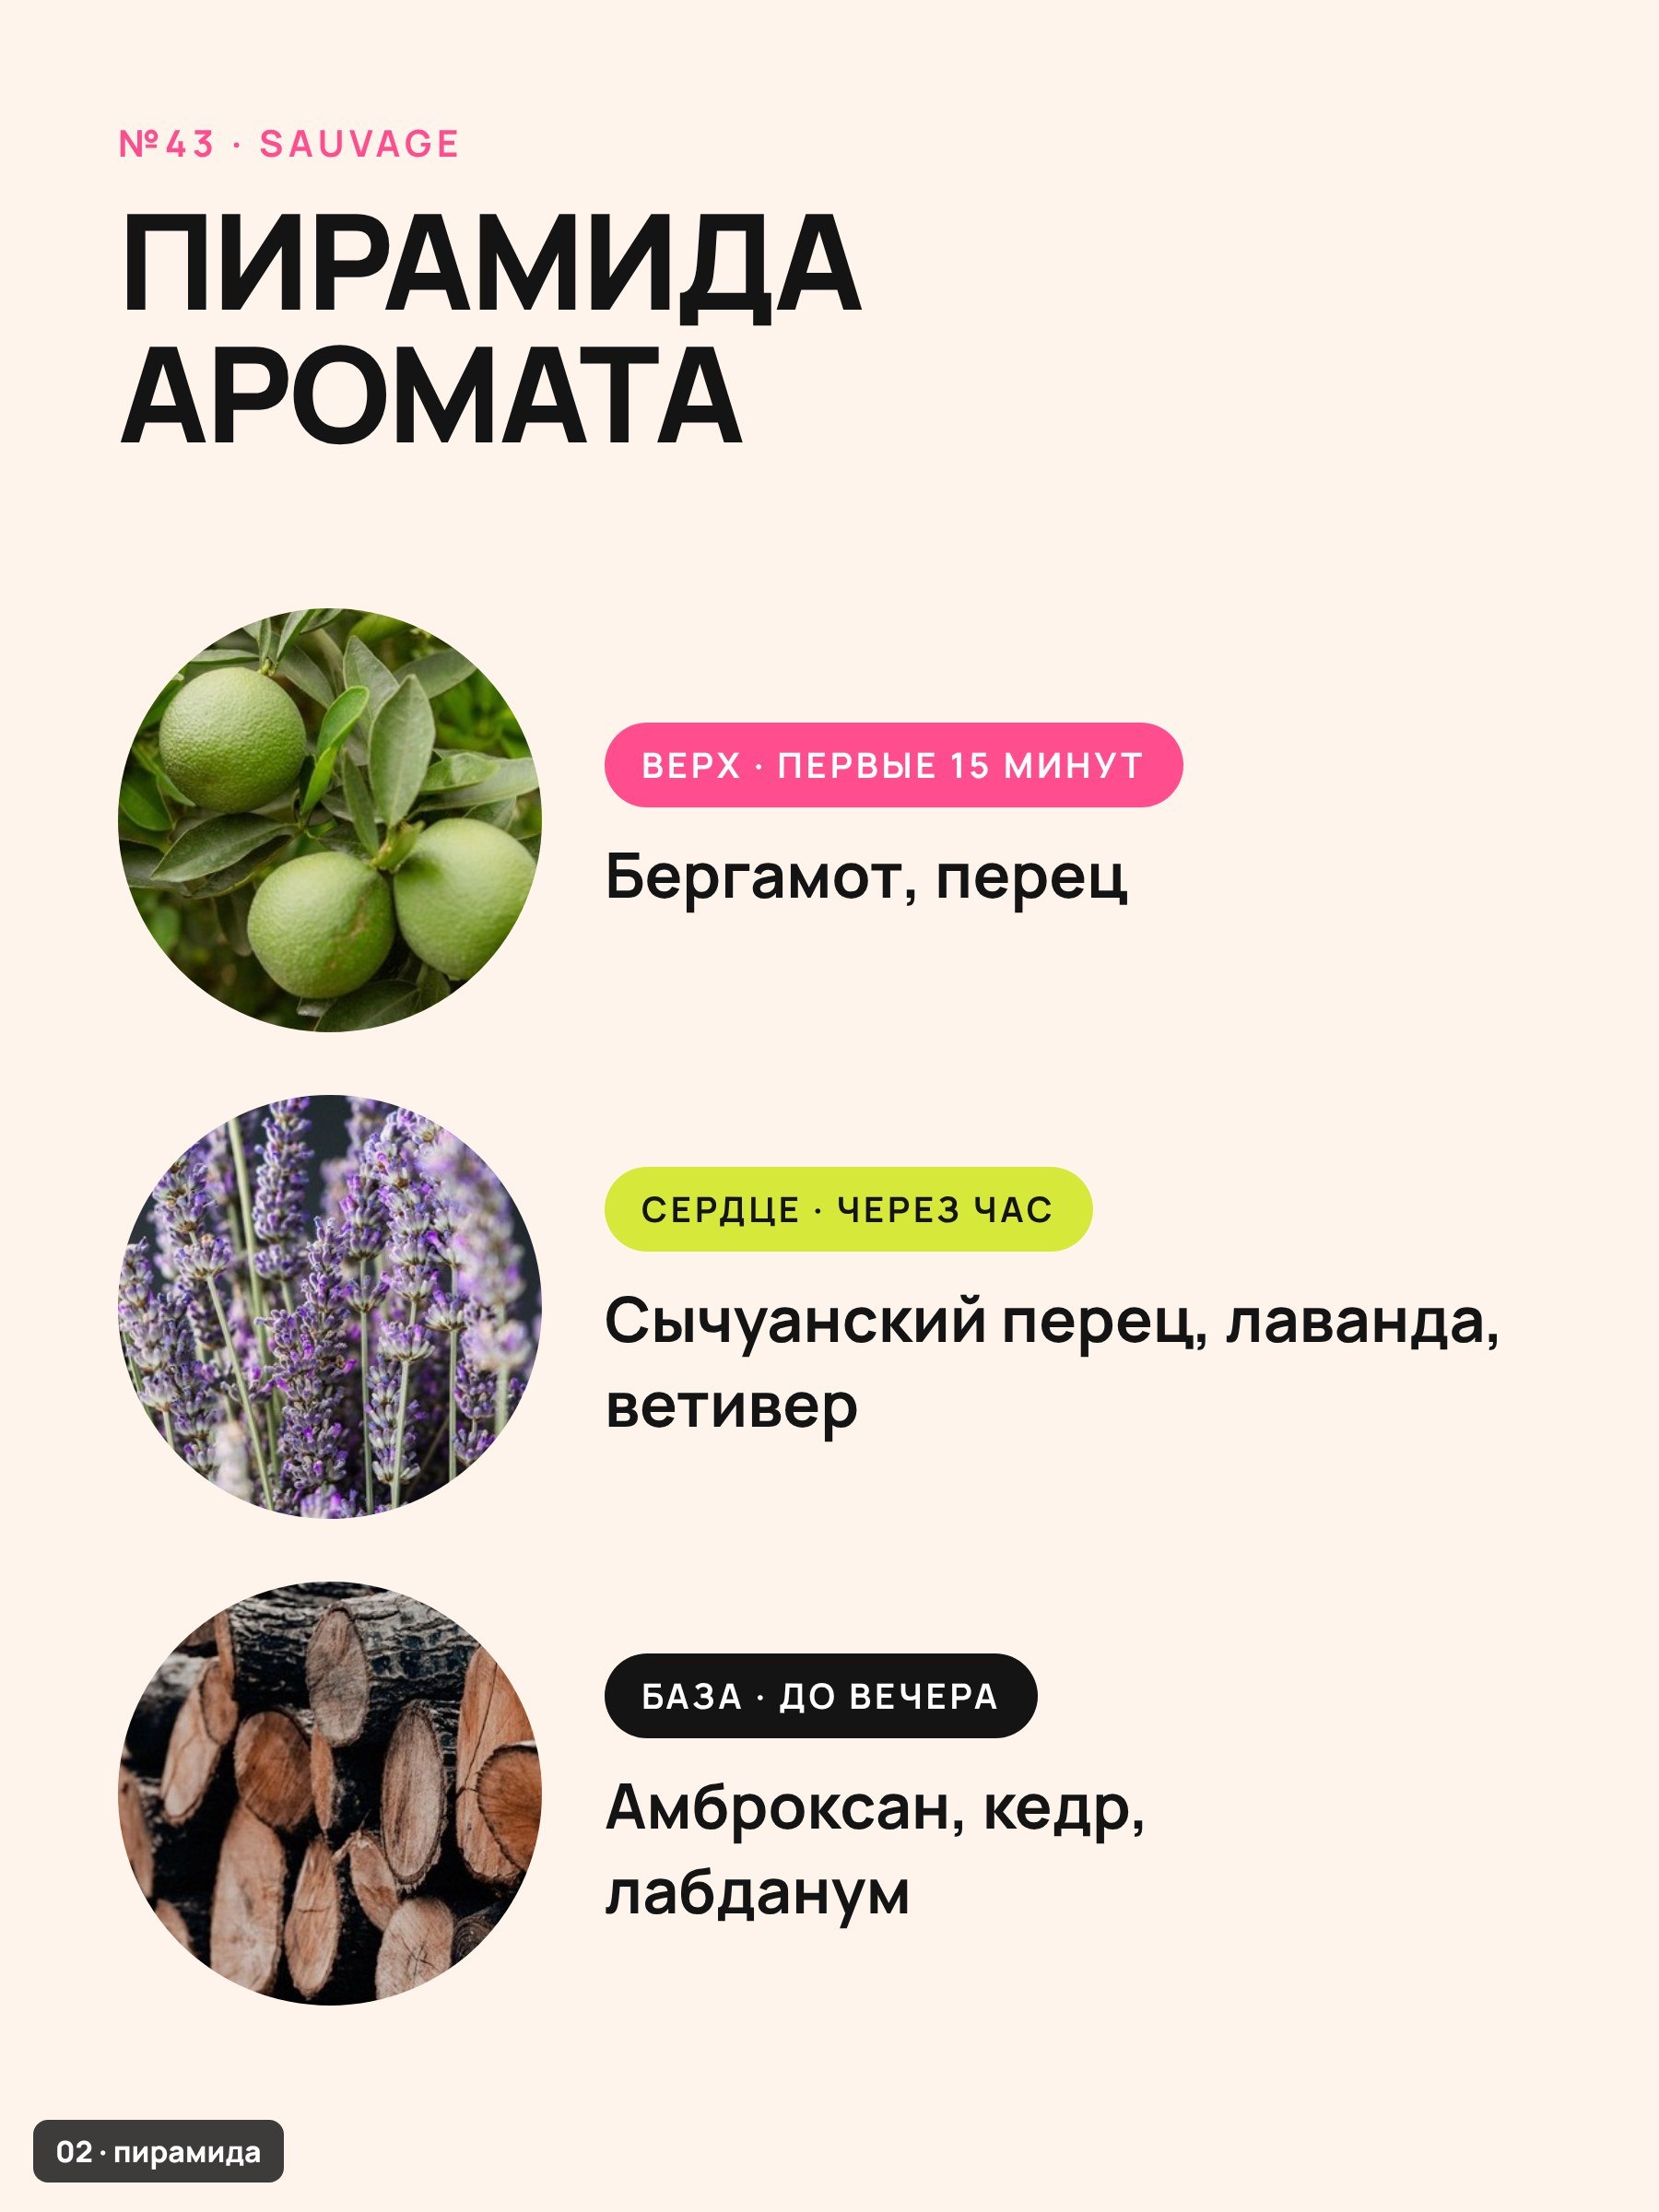 №43 · SAUVAGE
ПИРАМИДА
АРОМАТА
ВЕРХ · ПЕРВЫЕ 15 МИНУТ
Бергамот, перец
СЕРДЦЕ · ЧЕРЕЗ ЧАС
Сычуанский перец, лаванда,
ветивер
БАЗА · ДО ВЕЧЕРА
Амброксан, кедр,
лабданум
02 · пирамида